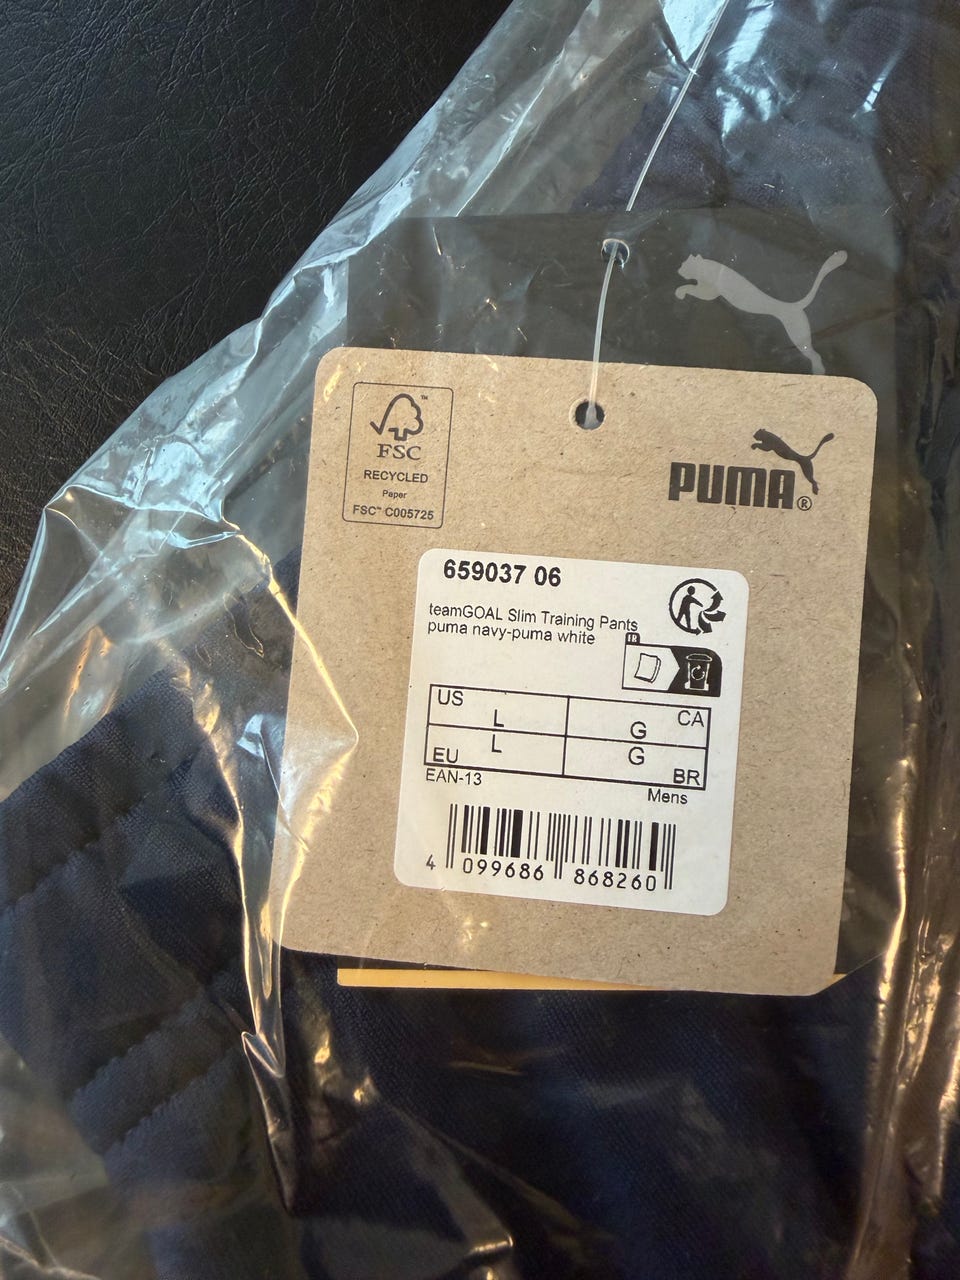 FSC™
RECYCLED
Paper
FSC™ C005725
PUMA®
659037 06
teamGOAL Slim Training Pants
puma navy-puma white
FR
US L G CA
EU L G BR
EAN-13
Mens
4 099686 868260